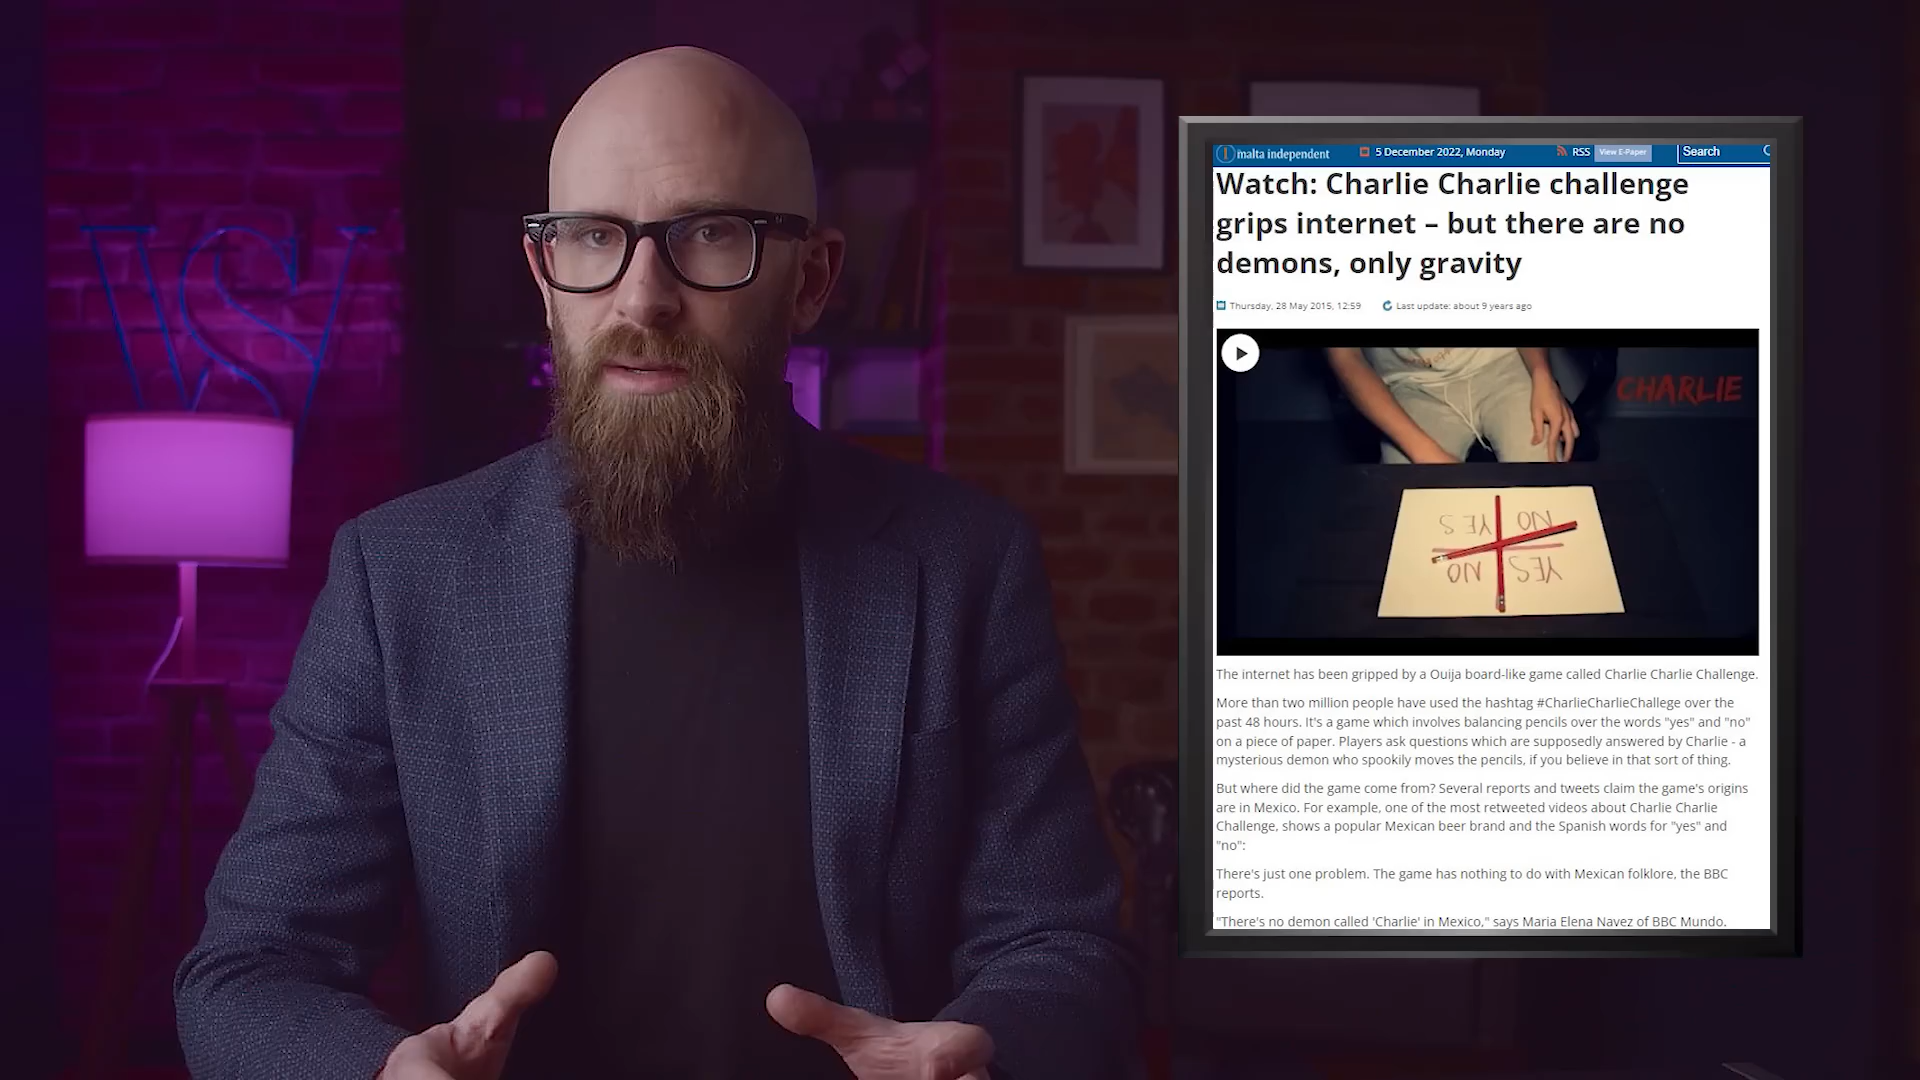 malta independent
5 December 2022, Monday
RSS
View E-Paper
Search
Watch: Charlie Charlie challenge
grips internet – but there are no
demons, only gravity
Thursday, 28 May 2015, 12:59
Last update: about 9 years ago
CHARLIE
YES NO
NO YES
The internet has been gripped by a Ouija board-like game called Charlie Charlie Challenge.
More than two million people have used the hashtag #CharlieCharlieChallege over the
past 48 hours. It's a game which involves balancing pencils over the words "yes" and "no"
on a piece of paper. Players ask questions which are supposedly answered by Charlie - a
mysterious demon who spookily moves the pencils, if you believe in that sort of thing.
But where did the game come from? Several reports and tweets claim the game's origins
are in Mexico. For example, one of the most retweeted videos about Charlie Charlie
Challenge, shows a popular Mexican beer brand and the Spanish words for "yes" and
"no":
There's just one problem. The game has nothing to do with Mexican folklore, the BBC
reports.
"There's no demon called 'Charlie' in Mexico," says Maria Elena Navez of BBC Mundo.